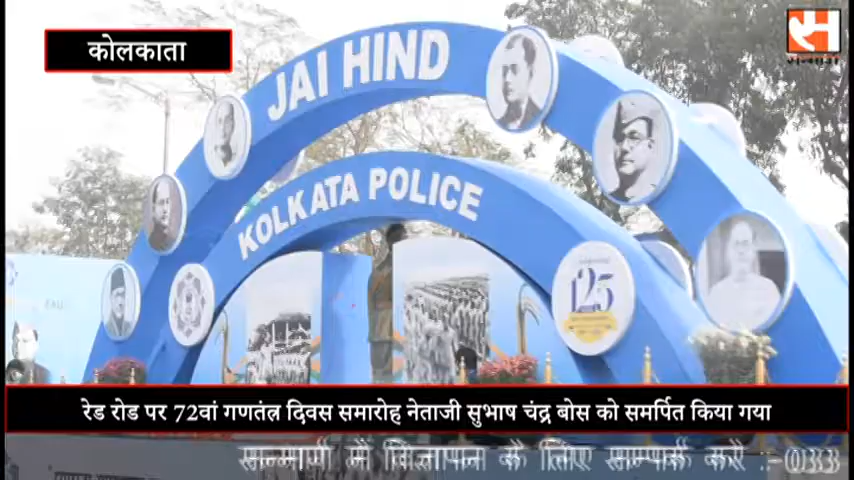 कोलकाता
सन्मार्ग
JAI HIND
KOLKATA POLICE
125
रेड रोड पर 72वां गणतंत्र दिवस समारोह नेताजी सुभाष चंद्र बोस को समर्पित किया गया
सन्मार्ग में विज्ञापन के लिए सम्पर्क करें :-033